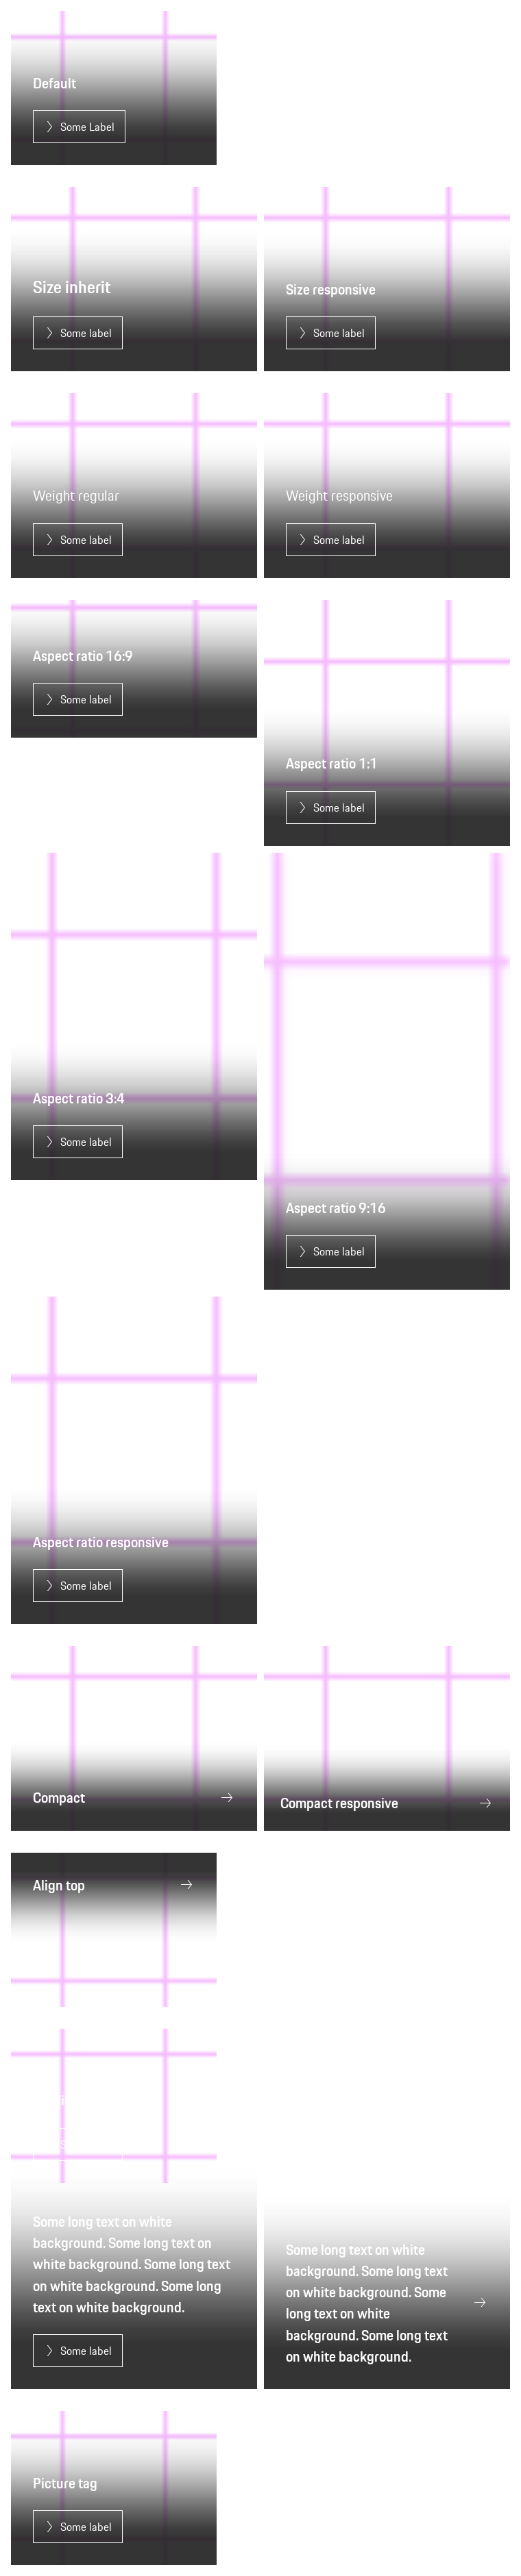 Default
Some Label
Size inherit
Some label
Size responsive
Some label
Weight regular
Some label
Weight responsive
Some label
Aspect ratio 16:9
Some label
Aspect ratio 1:1
Some label
Aspect ratio 3:4
Some label
Aspect ratio 9:16
Some label
Aspect ratio responsive
Some label
Compact
Compact responsive
Align top
Some long text on white
background. Some long text on
white background. Some long text
on white background. Some long
text on white background.
Some label
Some long text on white
background. Some long text
on white background. Some
long text on white
background. Some long text
on white background.
Picture tag
Some label